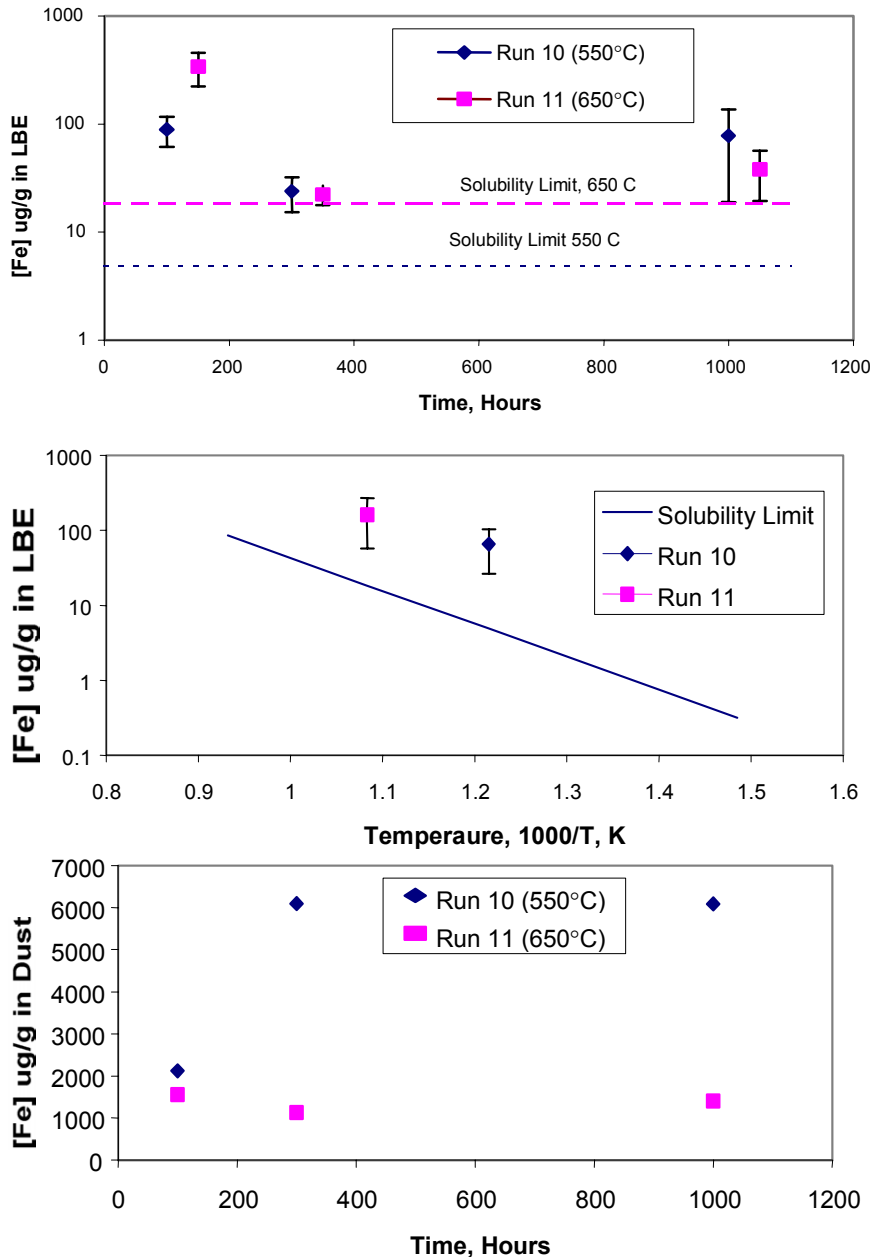 1000
100
10
1
[Fe] ug/g in LBE
Run 10 (550°C)
Run 11 (650°C)
Solubility Limit, 650 C
Solubility Limit 550 C
0 200 400 600 800 1000 1200
Time, Hours
1000
100
10
1
0.1
[Fe] ug/g in LBE
Solubility Limit
Run 10
Run 11
0.8 0.9 1 1.1 1.2 1.3 1.4 1.5 1.6
Temperaure, 1000/T, K
7000
6000
5000
4000
3000
2000
1000
0
[Fe] ug/g in Dust
Run 10 (550°C)
Run 11 (650°C)
0 200 400 600 800 1000 1200
Time, Hours